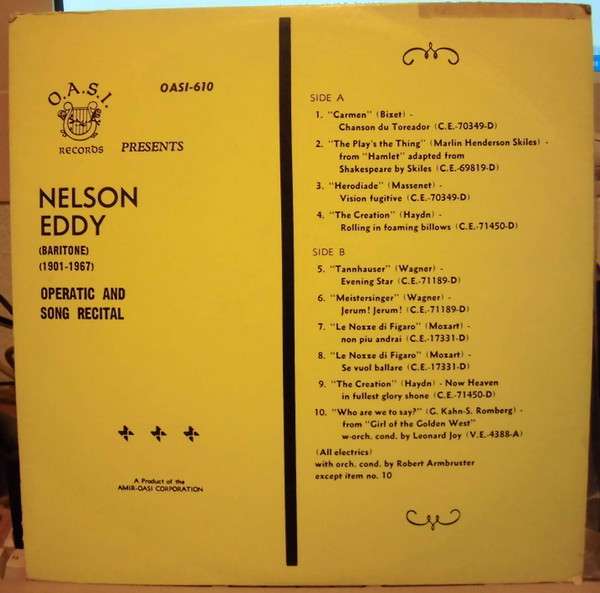 O.A.S.I.
RECORDS
PRESENTS
OASI-610
NELSON
EDDY
(BARITONE)
(1901-1967)
OPERATIC AND
SONG RECITAL
A Product of the
AMIR-OASI CORPORATION
SIDE A
1. "Carmen" (Bizet) -
Chanson du Toreador (C.E.-70349-D)
2. "The Play's the Thing" (Marlin Henderson Skiles) -
from "Hamlet" adapted from
Shakespeare by Skiles (C.E.-69819-D)
3. "Herodiade" (Massenet) -
Vision fugitive (C.E.-70349-D)
4. "The Creation" (Haydn) -
Rolling in foaming billows (C.E.-71450-D)
SIDE B
5. "Tannhauser" (Wagner) -
Evening Star (C.E.-71189-D)
6. "Meistersinger" (Wagner) -
Jerum! Jerum! (C.E.-71189-D)
7. "Le Nozze di Figaro" (Mozart) -
non piu andrai (C.E.-17331-D)
8. "Le Nozze di Figaro" (Mozart) -
Se vuol ballare (C.E.-17331-D)
9. "The Creation" (Haydn) - Now Heaven
in fullest glory shone (C.E.-71450-D)
10. "Who are we to say?" (G. Kahn-S. Romberg) -
from "Girl of the Golden West"
w-orch. cond. by Leonard Joy (V.E.-4388-A)
(All electrics)
with orch. cond. by Robert Armbruster
except item no. 10